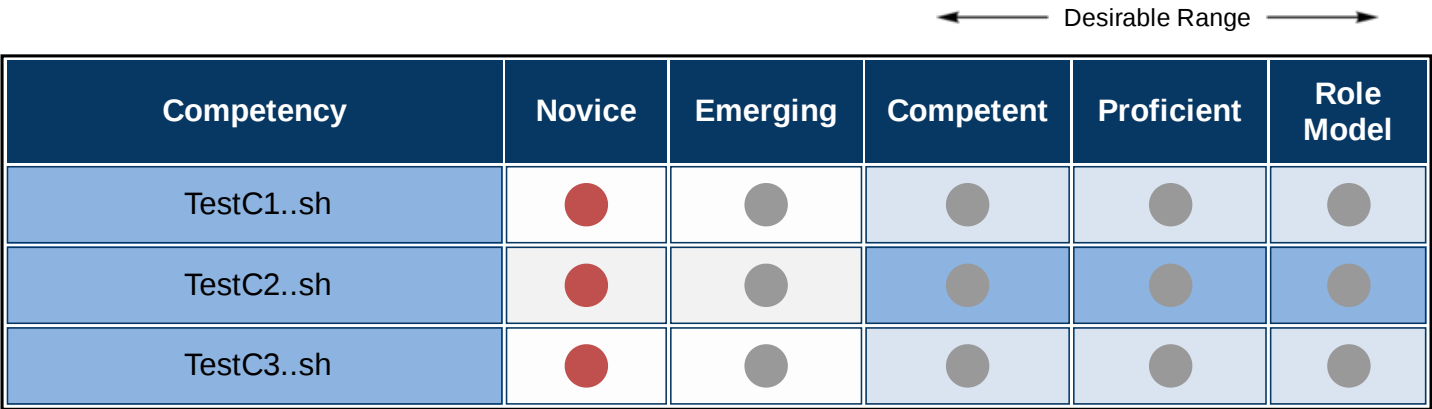 Desirable Range
Competency Novice Emerging Competent Proficient Role Model
TestC1..sh
TestC2..sh
TestC3..sh